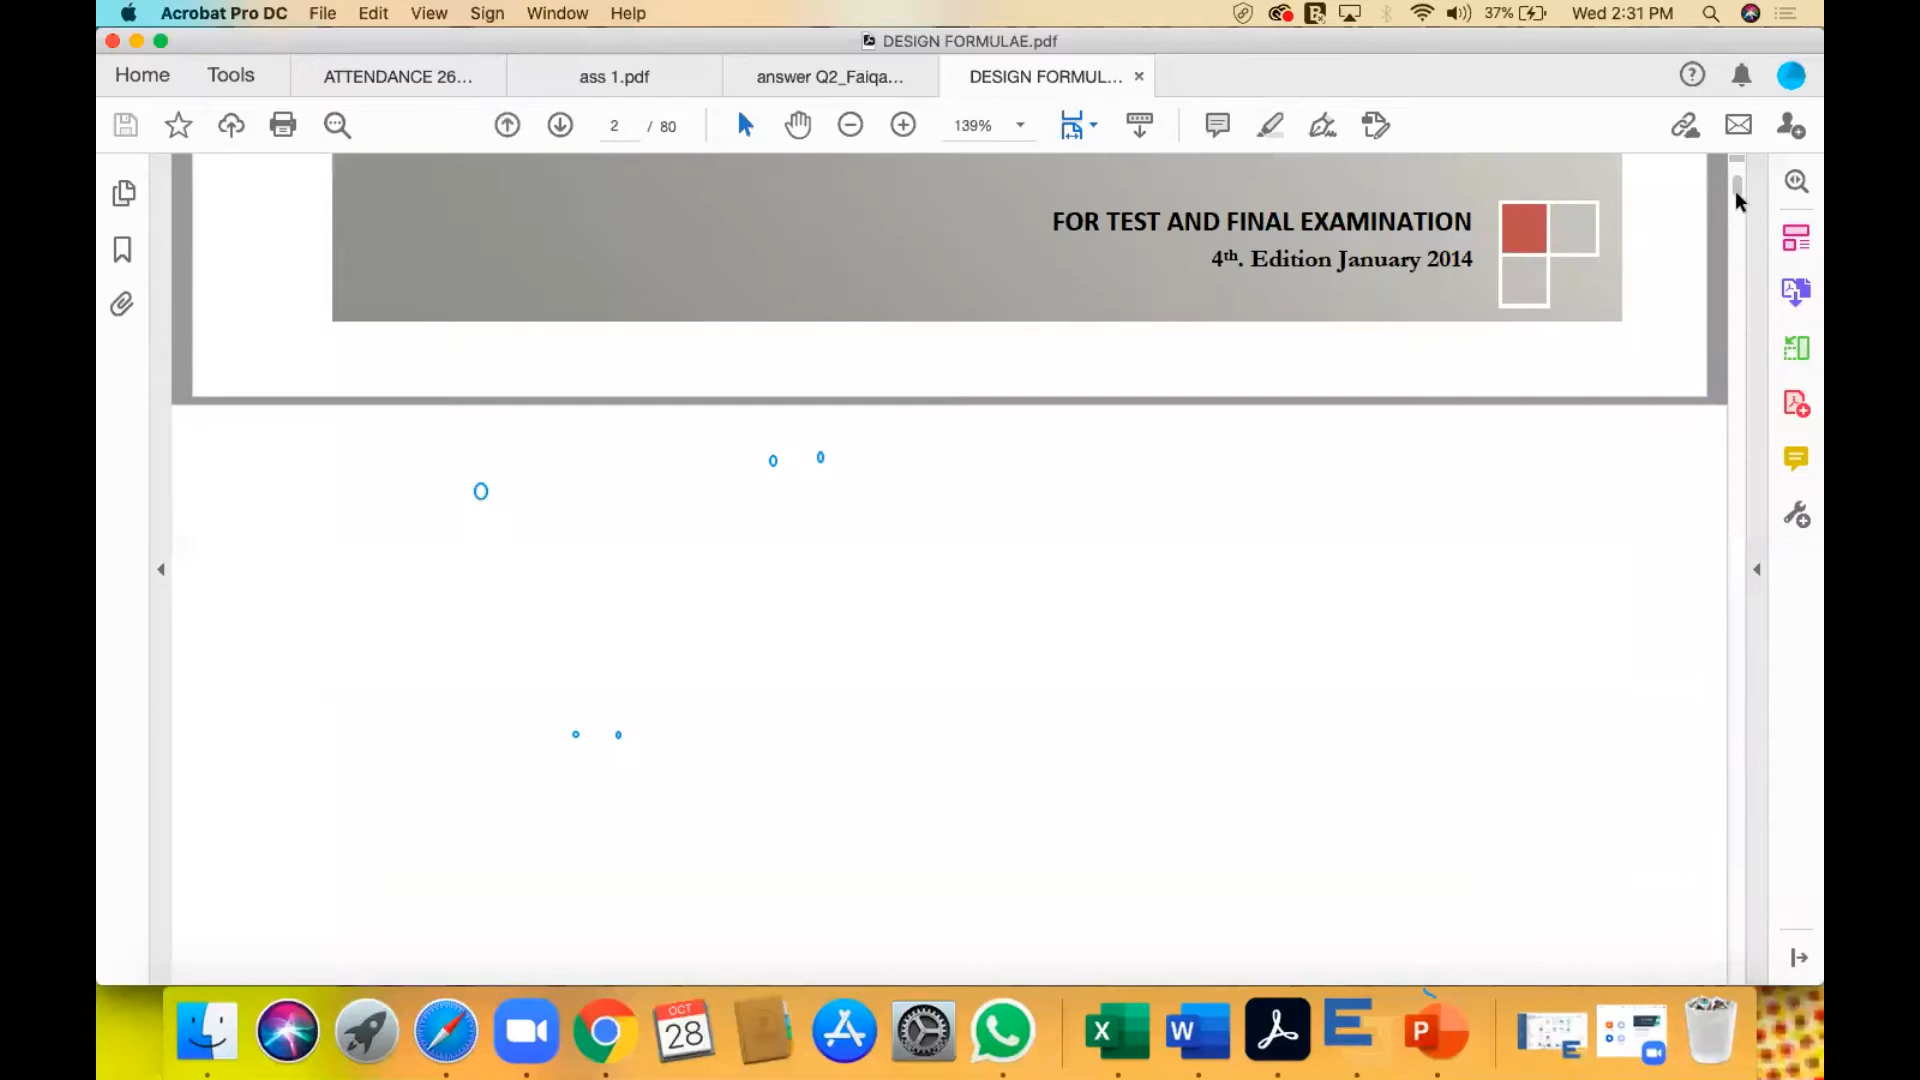 Acrobat Pro DC File Edit View Sign Window Help 37% Wed 2:31 PM
DESIGN FORMULAE.pdf
Home Tools ATTENDANCE 26... ass 1.pdf answer Q2_Faiqa... DESIGN FORMUL... ×
2 / 80 139%
FOR TEST AND FINAL EXAMINATION
4th. Edition January 2014
OCT
28
X W E P